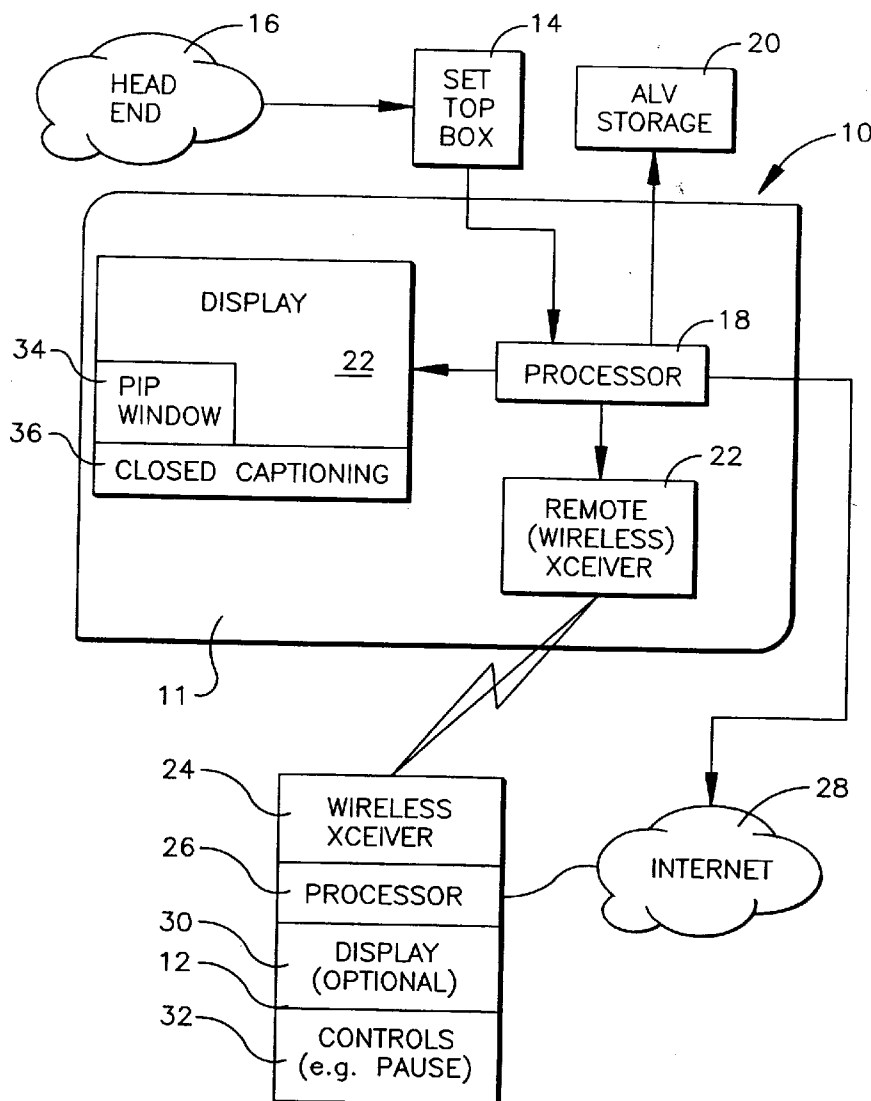 16
HEAD
END
14
SET
TOP
BOX
20
ALV
STORAGE
10
DISPLAY
22
34
PIP
WINDOW
36
CLOSED CAPTIONING
18
PROCESSOR
22
REMOTE
(WIRELESS)
XCEIVER
11
24
WIRELESS
XCEIVER
26
PROCESSOR
30
DISPLAY
(OPTIONAL)
12
32
CONTROLS
(e.g. PAUSE)
28
INTERNET